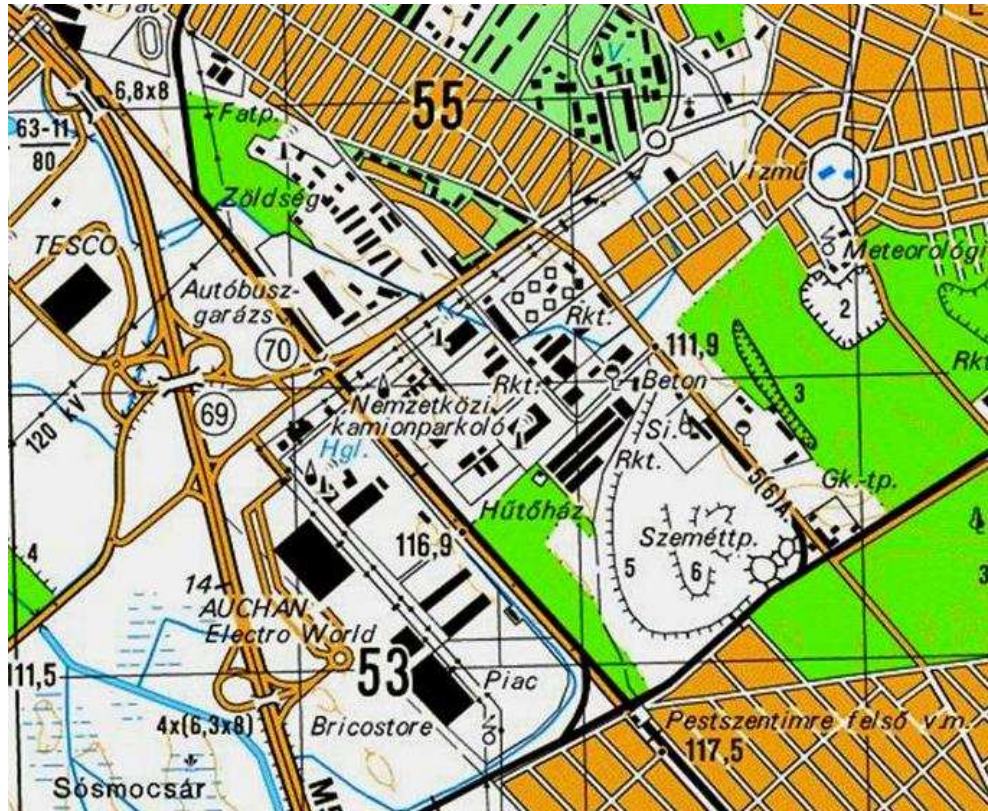 Piac
6,8x8
55
V.
63-11
80
Fatp.
Vízmű
Zöldség
TESCO
Meteorológi
Autóbusz-
garázs
2
Rkt.
70
111,9
Rkt.
Beton
Rkt.
3
69
120 kV
Nemzetközi
kamionparkoló
Si.
Hgl.
Rkt.
Gk.-tp.
5(6)A
Hűtőház
116,9
Szeméttp.
4
5
6
3
14
AUCHAN
Electro World
53
111,5
Piac
4x(6,3x8)
Bricostore
Pestszentimre felső v.m.
117,5
Sósmocsár
M5